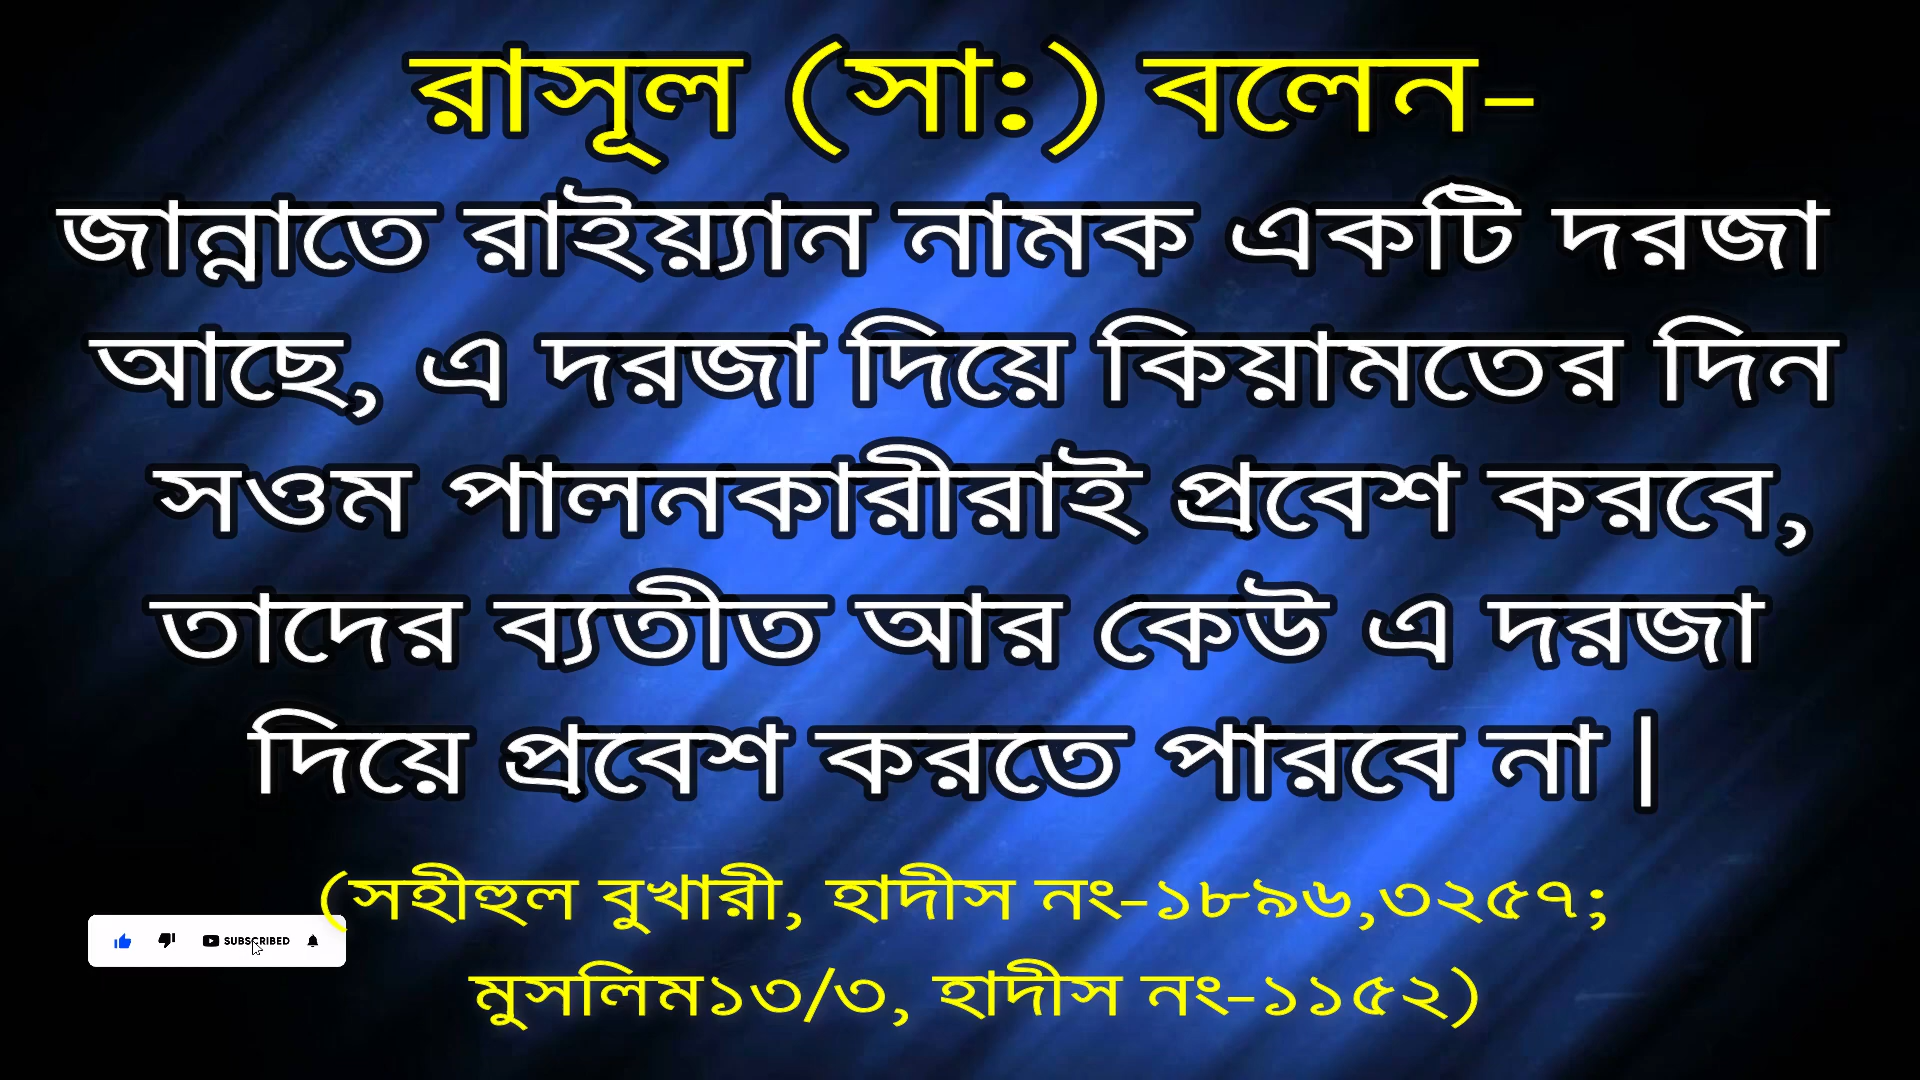 রাসূল (সা:) বলেন-
জান্নাতে রাইয়্যান নামক একটি দরজা
আছে, এ দরজা দিয়ে কিয়ামতের দিন
সওম পালনকারীরাই প্রবেশ করবে,
তাদের ব্যতীত আর কেউ এ দরজা
দিয়ে প্রবেশ করতে পারবে না |
(সহীহুল বুখারী, হাদীস নং-১৮৯৬,৩২৫৭;
SUBSCRIBED
মুসলিম১৩/৩, হাদীস নং-১১৫২)